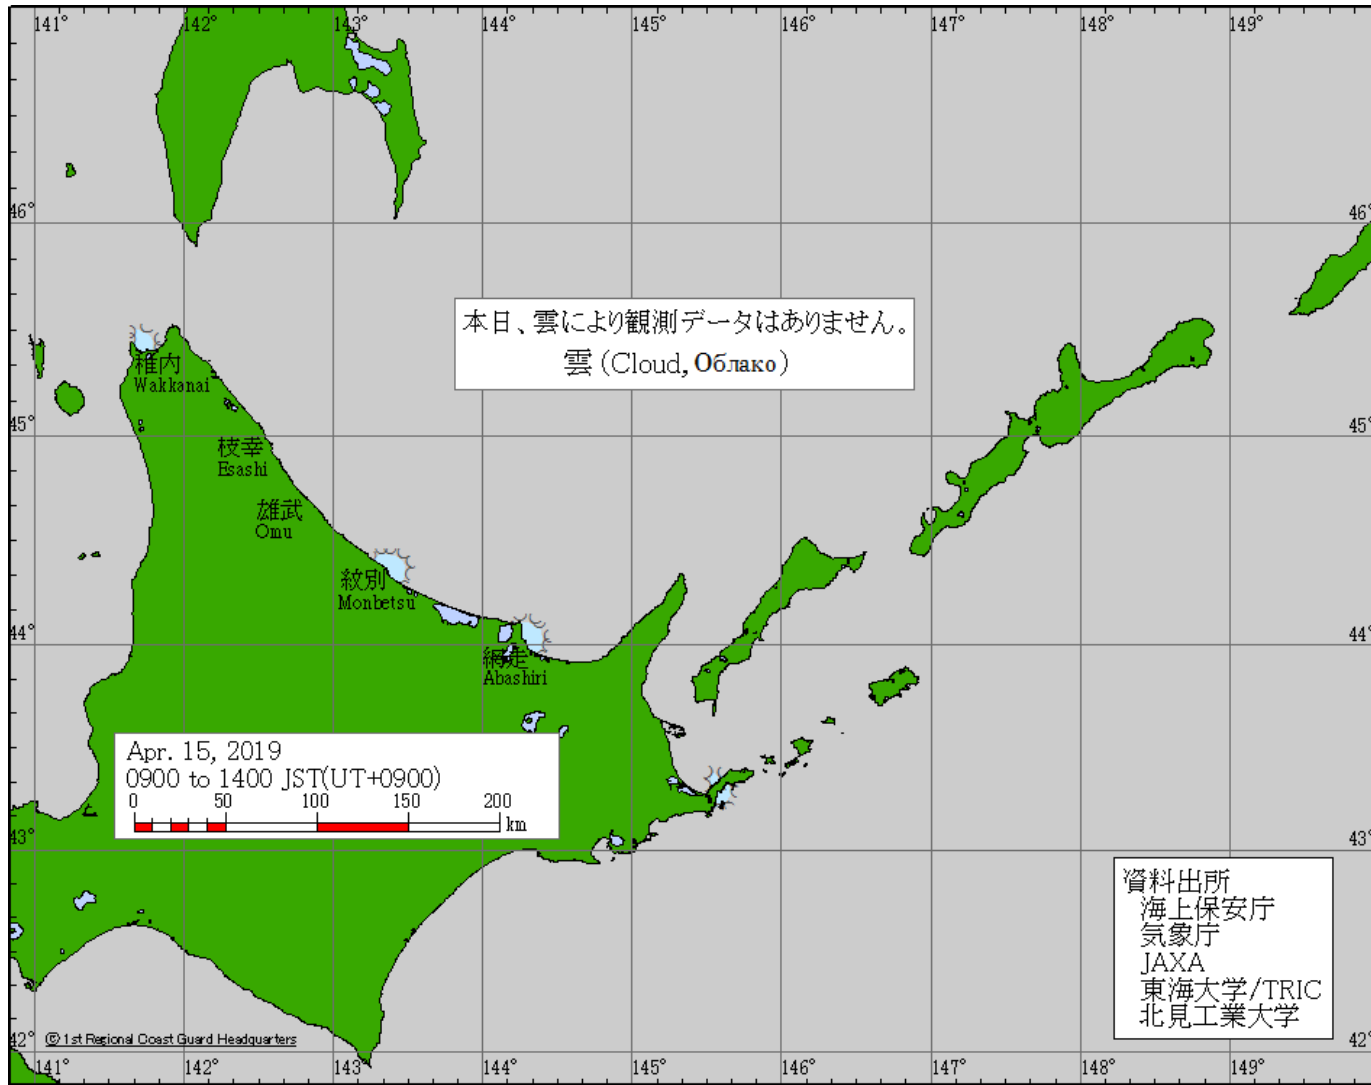 141° 142° 143° 144° 145° 146° 147° 148° 149°
46° 46°
本日、雲により観測データはありません。
雲 (Cloud, Облако)
稚内
Wakkanai
45° 45°
枝幸
Esashi
雄武
Omu
紋別
Monbetsu
44° 44°
網走
Abashiri
Apr. 15, 2019
0900 to 1400 JST(UT+0900)
0 50 100 150 200
km
43° 43°
資料出所
海上保安庁
気象庁
JAXA
東海大学/TRIC
北見工業大学
42° 42°
© 1st Regional Coast Guard Headquarters
141° 142° 143° 144° 145° 146° 147° 148° 149°